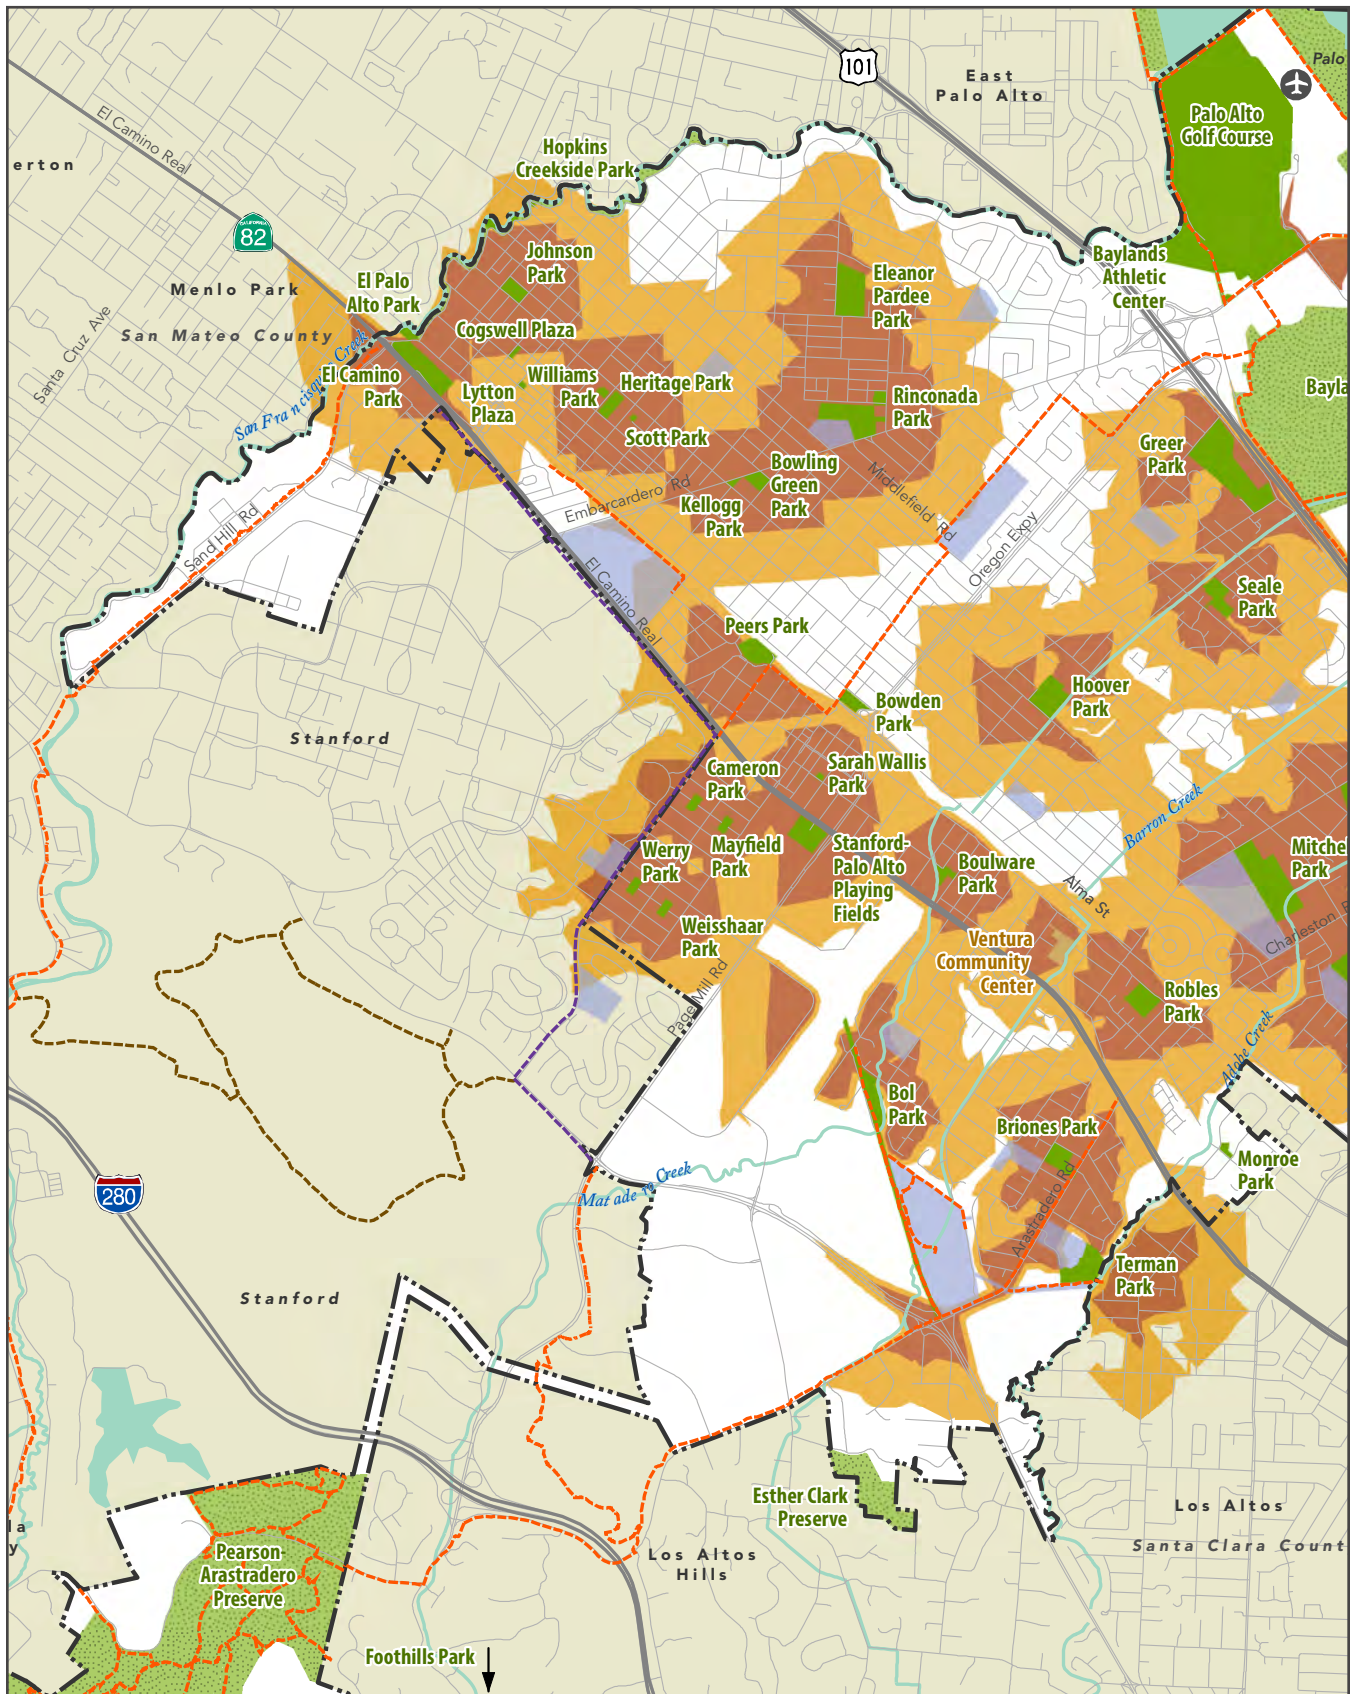 101
East
Palo Alto
Palo
Palo Alto
Golf Course
El Camino Real
erton
Hopkins
Creekside Park
CALIFORNIA
82
Johnson
Park
Eleanor
Pardee
Park
Baylands
Athletic
Center
El Palo
Alto Park
Menlo Park
San Mateo County
Santa Cruz Ave
Cogswell Plaza
San Francisquito Creek
El Camino
Park
Lytton
Plaza
Williams
Park
Heritage Park
Rinconada
Park
Bayla
Scott Park
Greer
Park
Bowling
Green
Park
Middlefield Rd
Embarcadero Rd
Kellogg
Park
Sand Hill Rd
Oregon Expy
El Camino Real
Seale
Park
Peers Park
Hoover
Park
Bowden
Park
Stanford
Cameron
Park
Sarah Wallis
Park
Barron Creek
Werry
Park
Mayfield
Park
Stanford-
Palo Alto
Playing
Fields
Boulware
Park
Mitche
Park
Alma St
Weisshaar
Park
Ventura
Community
Center
Charleston R
Page Mill Rd
Robles
Park
Adobe Creek
Bol
Park
Briones Park
Monroe
Park
280
Matadero Creek
Arastradero Rd
Terman
Park
Stanford
Esther Clark
Preserve
Los Altos
Santa Clara Count
la
y
Pearson
Arastradero
Preserve
Los Altos
Hills
Foothills Park